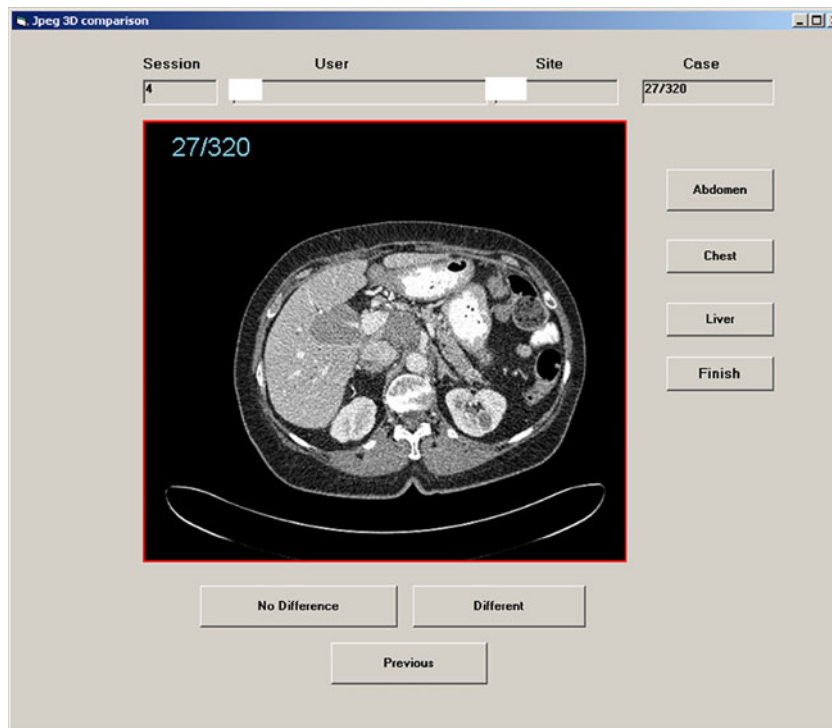 Jpeg 3D comparison
Session User Site Case
4 27/320
27/320
Abdomen
Chest
Liver
Finish
No Difference Different
Previous